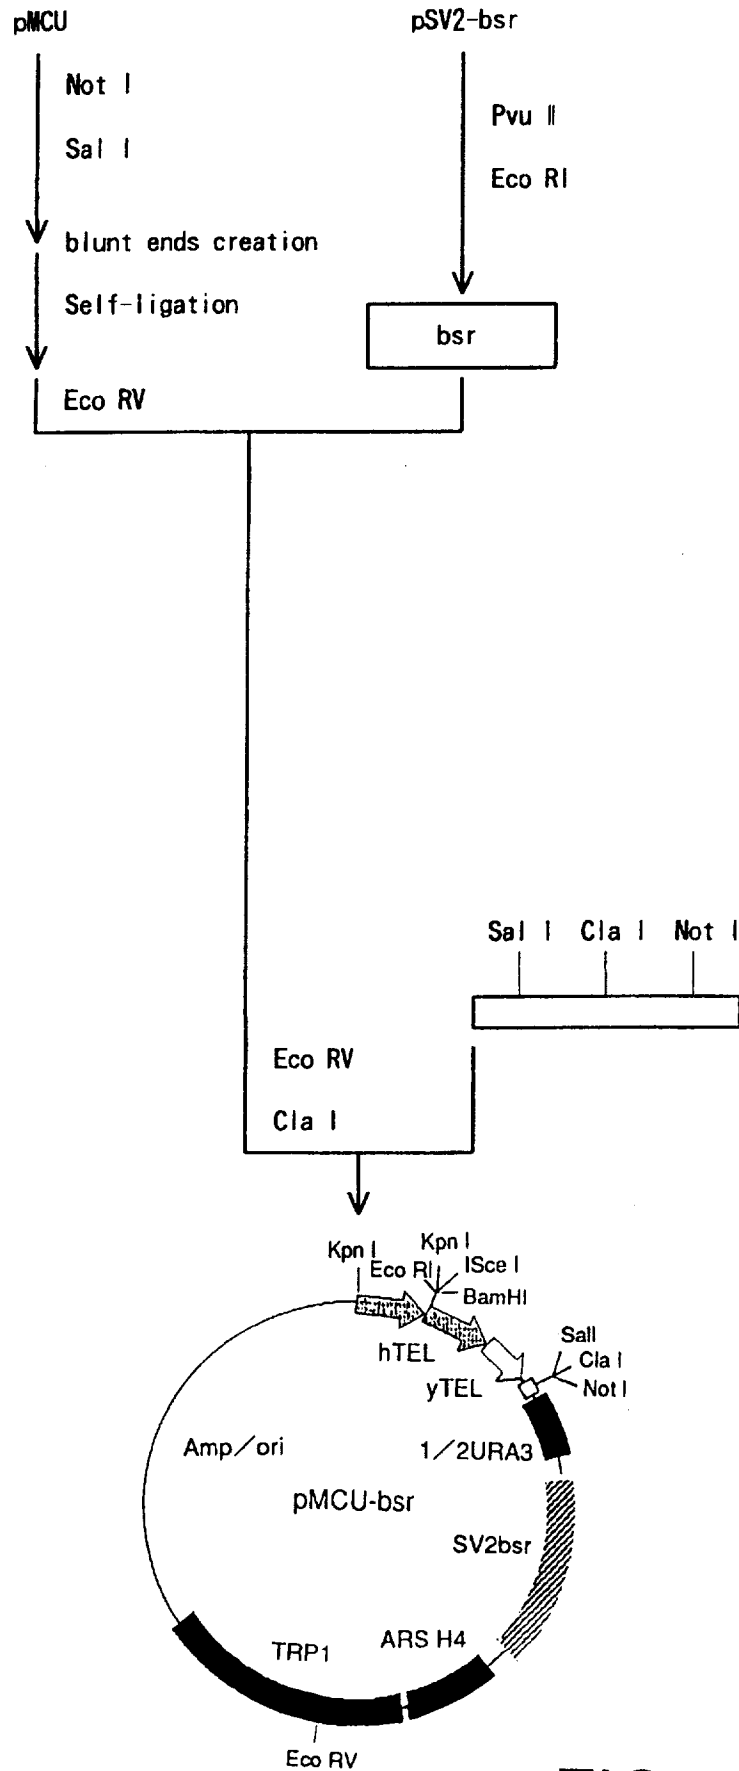 pMCU
pSV2-bsr
Not I
Sal I
Pvu II
Eco RI
blunt ends creation
Self-ligation
bsr
Eco RV
Sal I Cla I Not I
Eco RV
Cla I
Kpn I
Kpn I
Eco RI
ISce I
BamHI
hTEL
yTEL
SalI
Cla I
Not I
Amp/ori
1/2URA3
pMCU-bsr
SV2bsr
ARS H4
TRP1
Eco RV